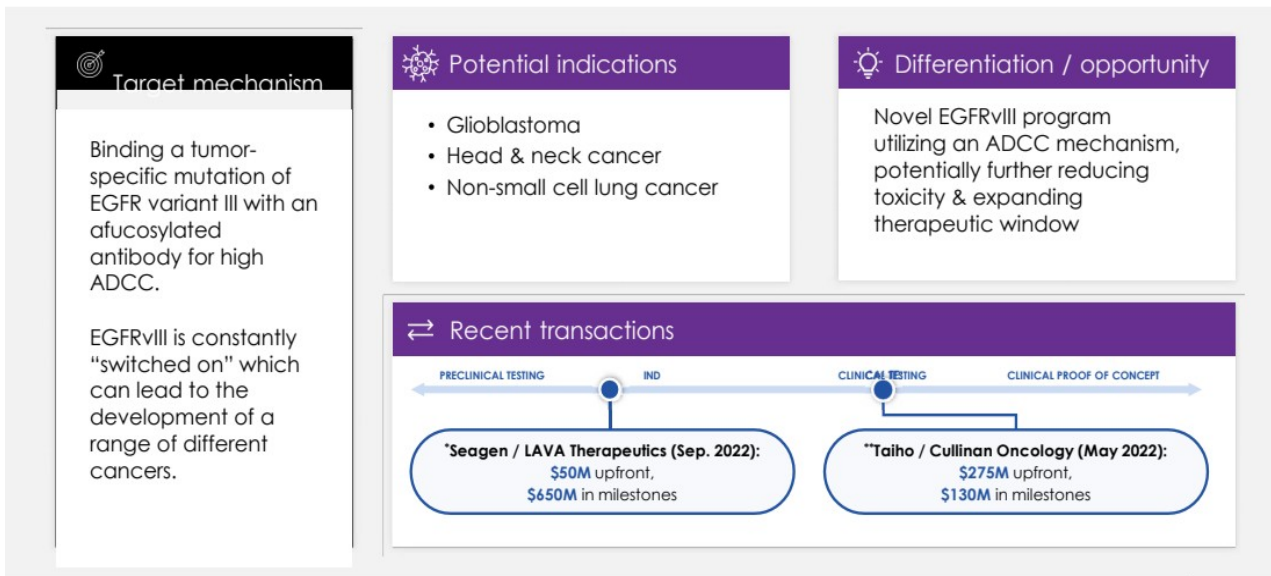 Target mechanism
Binding a tumor-
specific mutation of
EGFR variant III with an
afucosylated
antibody for high
ADCC.
EGFRvIII is constantly
“switched on” which
can lead to the
development of a
range of different
cancers.
Potential indications
• Glioblastoma
• Head & neck cancer
• Non-small cell lung cancer
Differentiation / opportunity
Novel EGFRvIII program
utilizing an ADCC mechanism,
potentially further reducing
toxicity & expanding
therapeutic window
Recent transactions
PRECLINICAL TESTING
IND
CLINICAL TESTING
CLINICAL PROOF OF CONCEPT
*Seagen / LAVA Therapeutics (Sep. 2022):
$50M upfront,
$650M in milestones
**Taiho / Cullinan Oncology (May 2022):
$275M upfront,
$130M in milestones